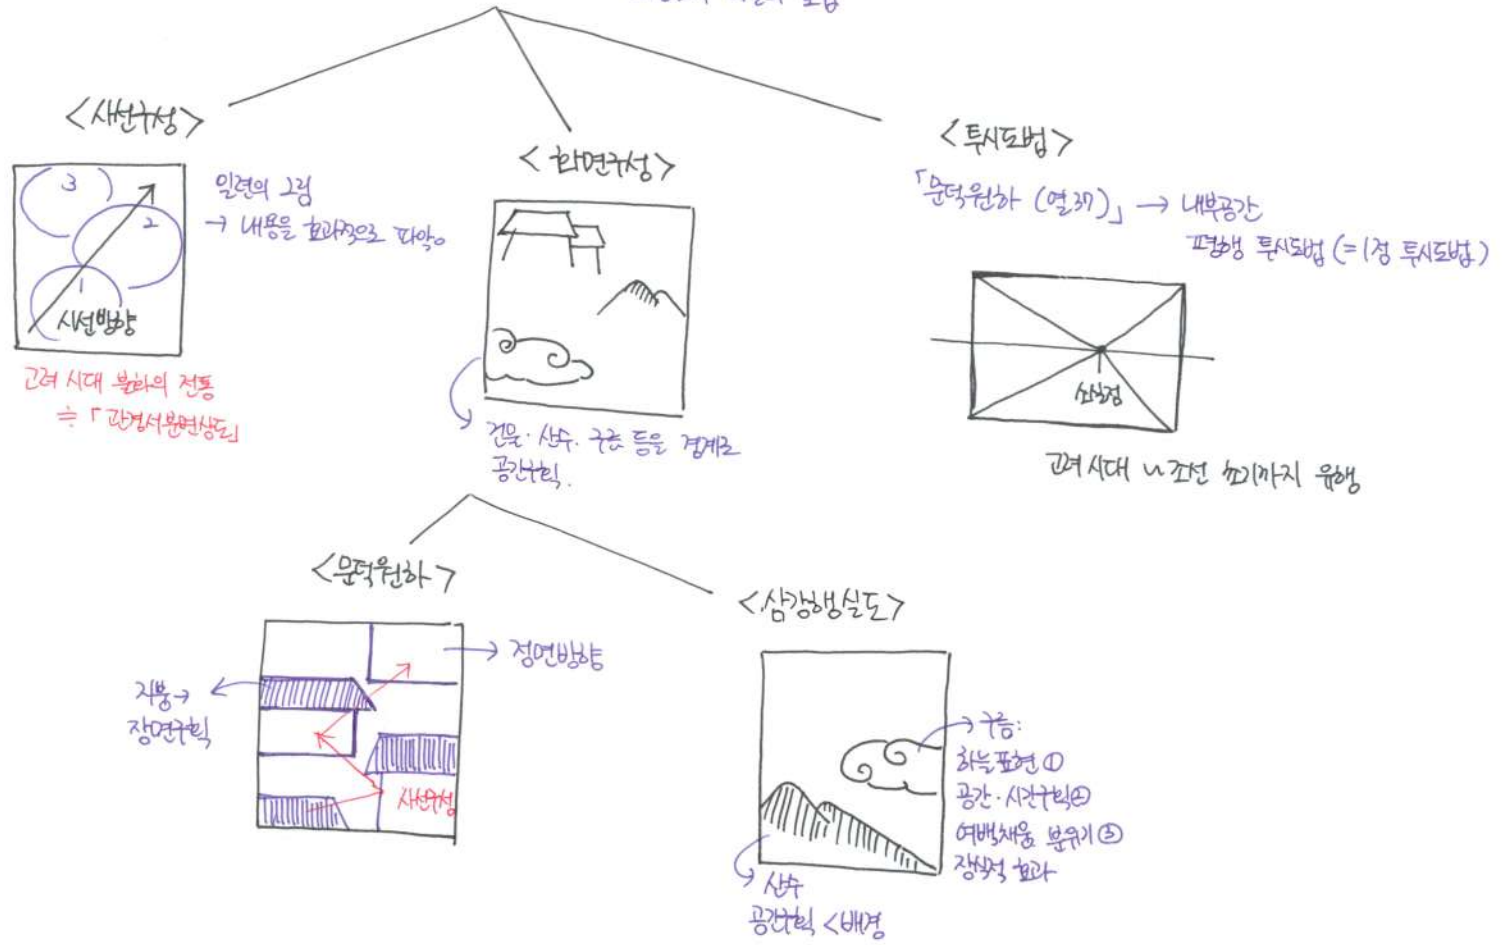 <사선구성>
3
2
1
시선방향
일련의 그림
→ 내용을 효과적으로 파악
고려 시대 불화의 전통
≒ 「관경서분변상도」
<화면구성>
건물·산수·구름 등을 경계로
공간구획.
<투시도법>
「문덕원하 (열37)」 → 내부공간
평행 투시도법 (=1점 투시도법)
소실점
고려 시대 ~ 조선 초기까지 유행
<문덕원하>
→ 정면방향
지붕→
장면구획
사선구성
<삼강행실도>
→ 구름:
하늘표현 ①
공간·시간구획②
여백채움 분위기 ③
장식적 효과
산수
공간구획 < 배경